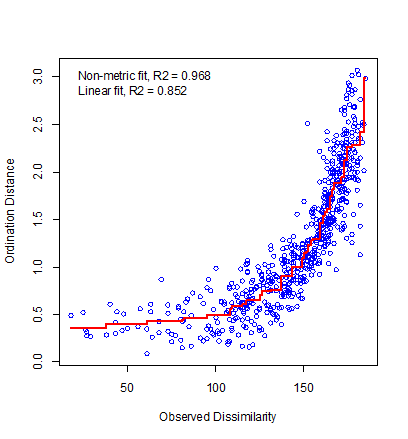 Non-metric fit, R2 = 0.968
Linear fit, R2 = 0.852
Ordination Distance
3.0
2.5
2.0
1.5
1.0
0.5
0.0
50 100 150
Observed Dissimilarity